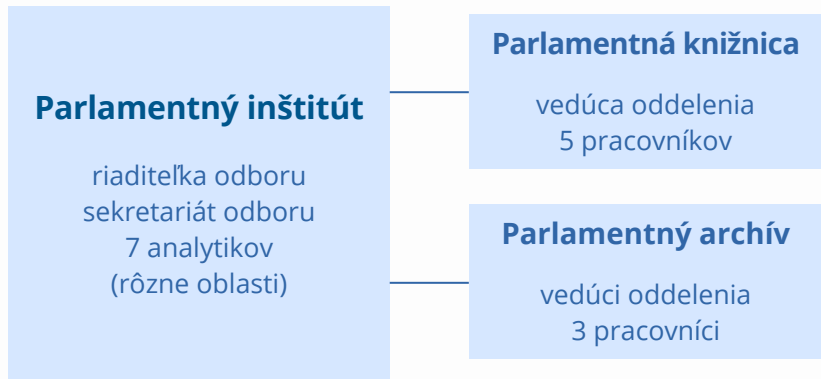 Parlamentný inštitút
riaditeľka odboru
sekretariát odboru
7 analytikov
(rôzne oblasti)
Parlamentná knižnica
vedúca oddelenia
5 pracovníkov
Parlamentný archív
vedúci oddelenia
3 pracovníci